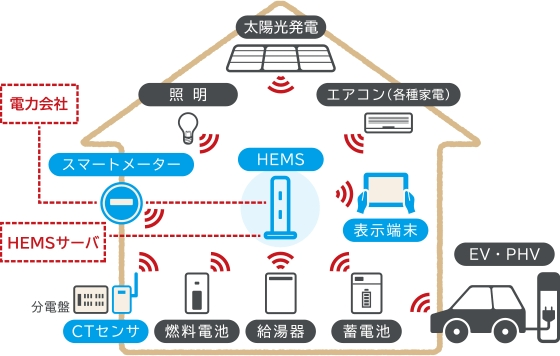 太陽光発電
照明
エアコン(各種家電)
電力会社
スマートメーター
HEMS
表示端末
HEMSサーバ
EV・PHV
分電盤
CTセンサ
燃料電池
給湯器
蓄電池